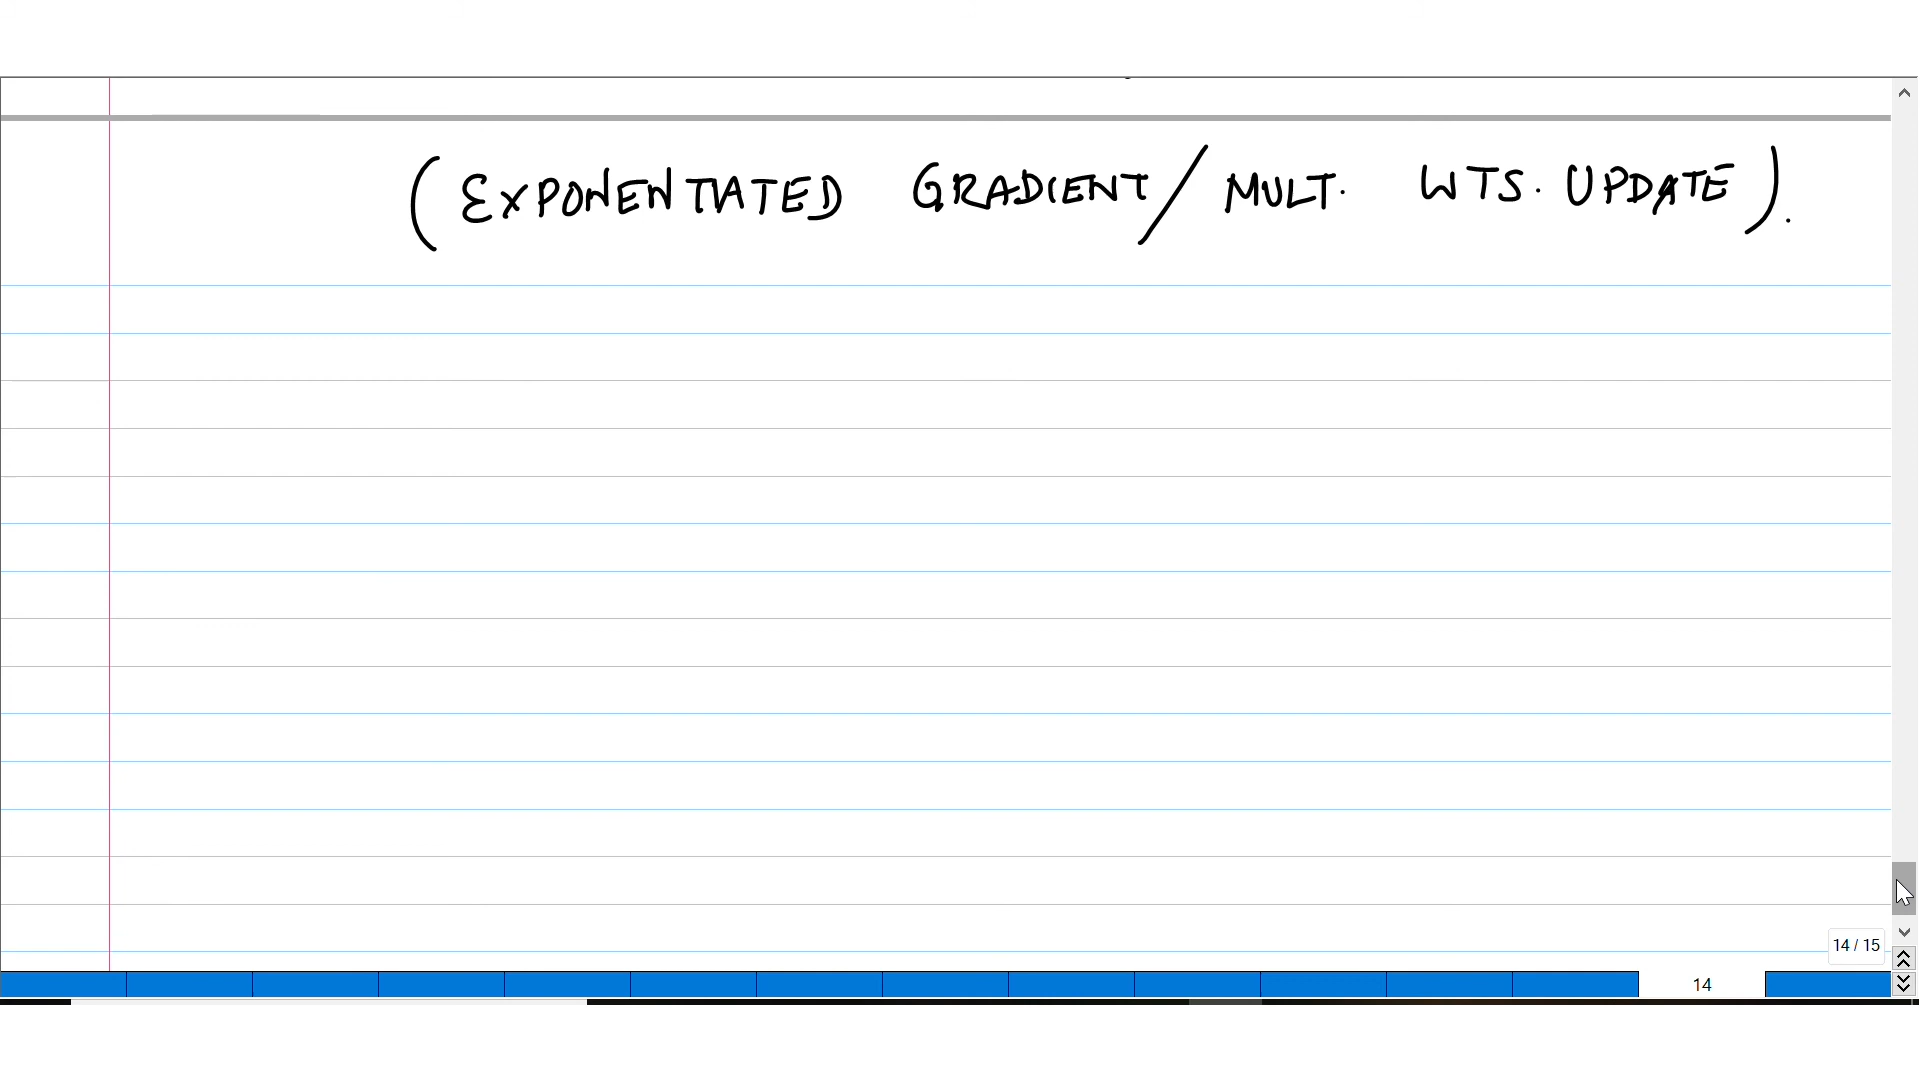 (EXPONENTIATED GRADIENT/MULT. WTS. UPDATE).
14 / 15
14